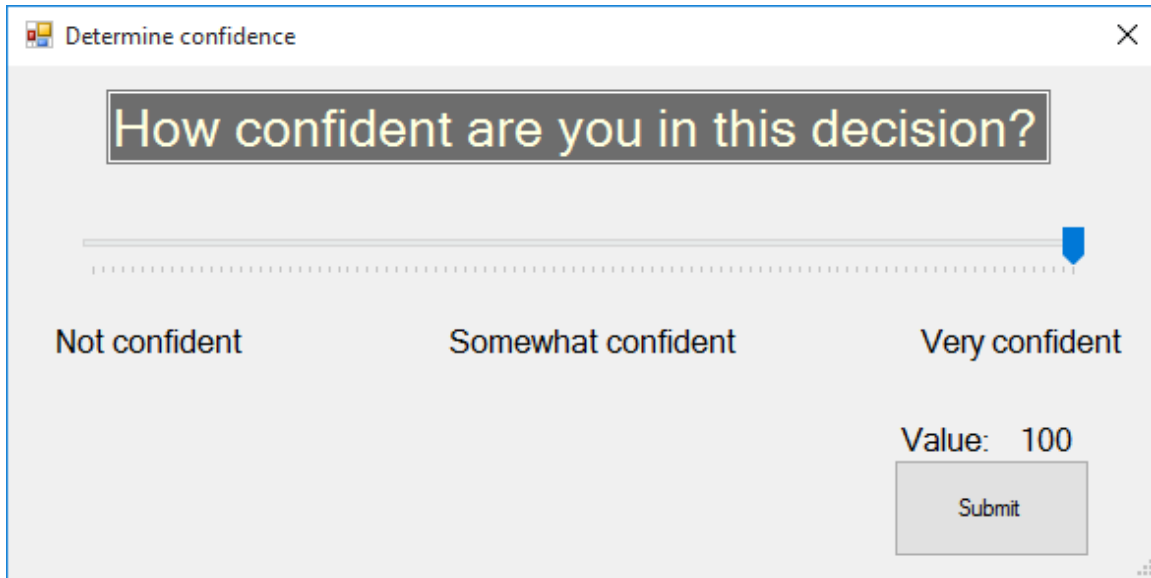 Determine confidence
How confident are you in this decision?
Not confident Somewhat confident Very confident
Value: 100
Submit